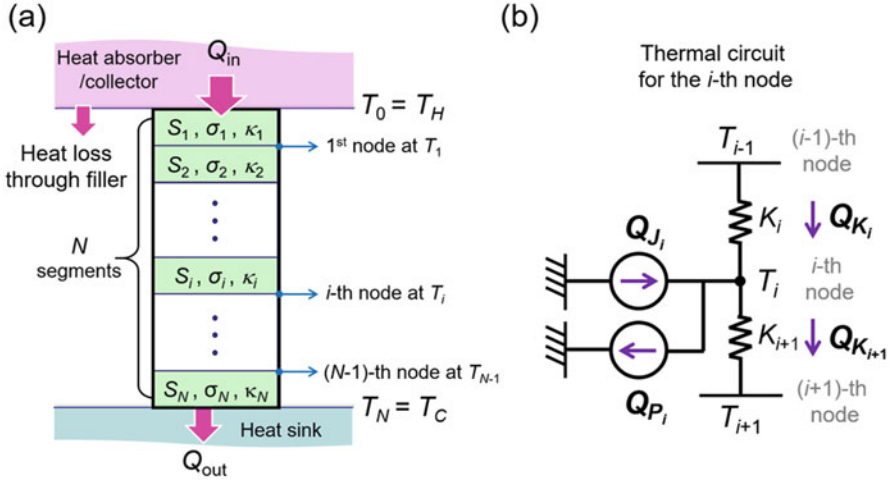 (a)
Heat absorber
/collector
Q_in
T_0 = T_H
Heat loss
through filler
S_1, σ_1, κ_1
1st node at T_1
S_2, σ_2, κ_2
N
segments
S_i, σ_i, κ_i
i-th node at T_i
(N-1)-th node at T_N-1
S_N, σ_N, κ_N
T_N = T_C
Heat sink
Q_out
(b)
Thermal circuit
for the i-th node
T_i-1
(i-1)-th
node
K_i
Q_K_i
Q_J_i
T_i
i-th
node
K_i+1
Q_K_i+1
Q_P_i
T_i+1
(i+1)-th
node